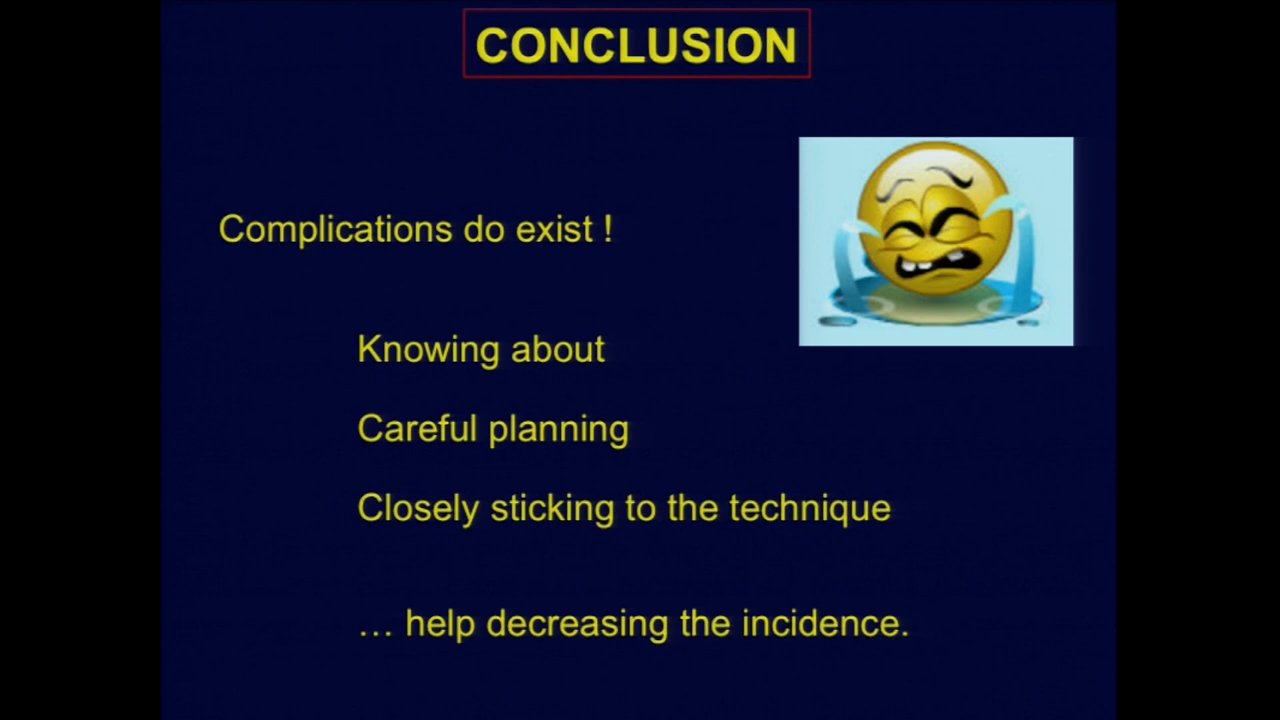 CONCLUSION
Complications do exist !
Knowing about
Careful planning
Closely sticking to the technique
… help decreasing the incidence.